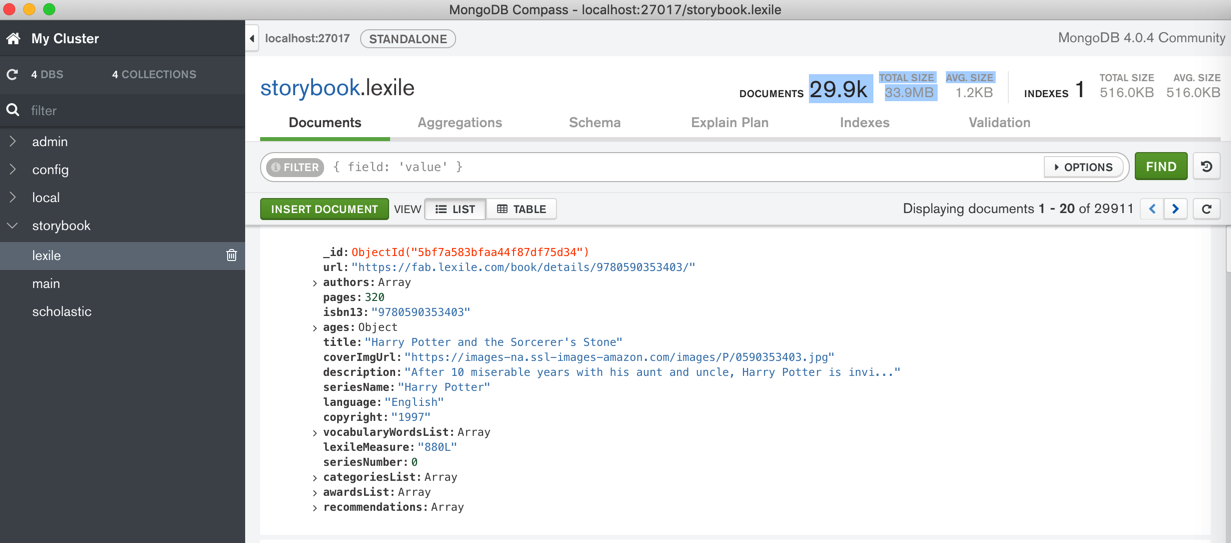 MongoDB Compass - localhost:27017/storybook.lexile
My Cluster
localhost:27017 STANDALONE
MongoDB 4.0.4 Community
4 DBS 4 COLLECTIONS
filter
admin
config
local
storybook
lexile
main
scholastic
storybook.lexile
DOCUMENTS 29.9k TOTAL SIZE 33.9MB AVG. SIZE 1.2KB
INDEXES 1 TOTAL SIZE 516.0KB AVG. SIZE 516.0KB
Documents Aggregations Schema Explain Plan Indexes Validation
FILTER { field: 'value' } OPTIONS FIND
INSERT DOCUMENT VIEW LIST TABLE Displaying documents 1 - 20 of 29911
_id: ObjectId("5bf7a583bfaa44f87df75d34")
url: "https://fab.lexile.com/book/details/9780590353403/"
authors: Array
pages: 320
isbn13: "9780590353403"
ages: Object
title: "Harry Potter and the Sorcerer's Stone"
coverImgUrl: "https://images-na.ssl-images-amazon.com/images/P/0590353403.jpg"
description: "After 10 miserable years with his aunt and uncle, Harry Potter is invi..."
seriesName: "Harry Potter"
language: "English"
copyright: "1997"
vocabularyWordsList: Array
lexileMeasure: "880L"
seriesNumber: 0
categoriesList: Array
awardsList: Array
recommendations: Array